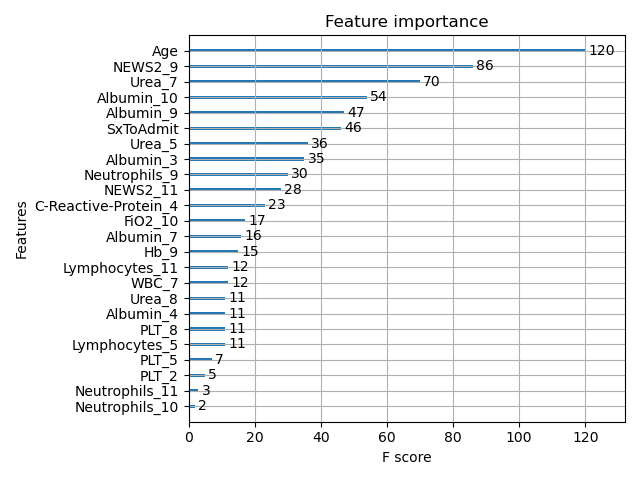 Feature importance
Age 120
NEWS2_9 86
Urea_7 70
Albumin_10 54
Albumin_9 47
SxToAdmit 46
Urea_5 36
Albumin_3 35
Neutrophils_9 30
NEWS2_11 28
C-Reactive-Protein_4 23
FiO2_10 17
Albumin_7 16
Hb_9 15
Lymphocytes_11 12
WBC_7 12
Urea_8 11
Albumin_4 11
PLT_8 11
Lymphocytes_5 11
PLT_5 7
PLT_2 5
Neutrophils_11 3
Neutrophils_10 2
0 20 40 60 80 100 120
F score
Features